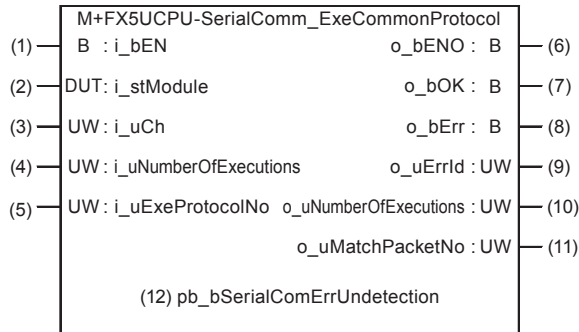 M+FX5UCPU-SerialComm_ExeCommonProtocol
(1) B : i_bEN o_bENO : B (6)
(2) DUT : i_stModule o_bOK : B (7)
(3) UW : i_uCh o_bErr : B (8)
(4) UW : i_uNumberOfExecutions o_uErrId : UW (9)
(5) UW : i_uExeProtocolNo o_uNumberOfExecutions : UW (10)
o_uMatchPacketNo : UW (11)
(12) pb_bSerialComErrUndetection